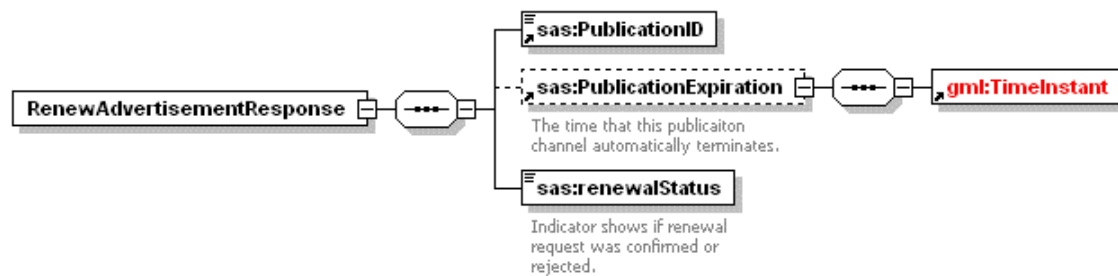 sas:PublicationID
sas:PublicationExpiration
gml:TimeInstant
RenewAdvertisementResponse
The time that this publicaiton
channel automatically terminates.
sas:renewalStatus
Indicator shows if renewal
request was confirmed or
rejected.